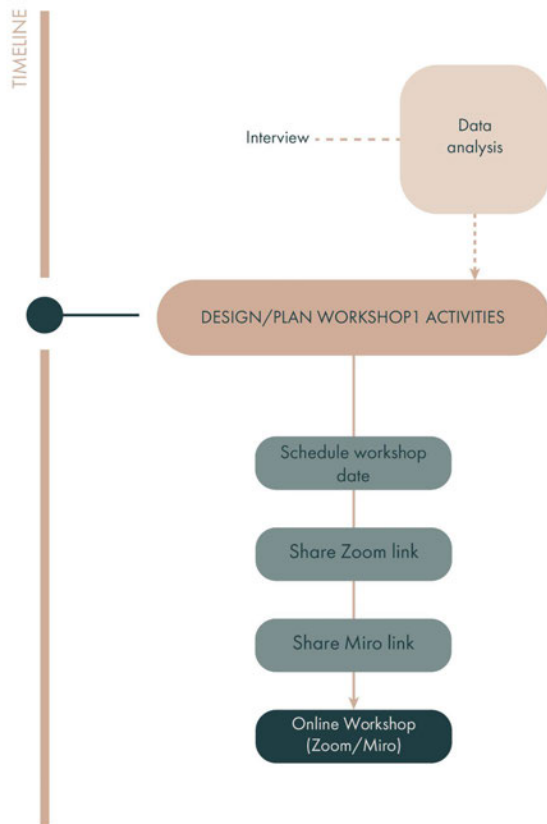 TIMELINE
Data
analysis
Interview
DESIGN/PLAN WORKSHOP1 ACTIVITIES
Schedule workshop
date
Share Zoom link
Share Miro link
Online Workshop
(Zoom/Miro)